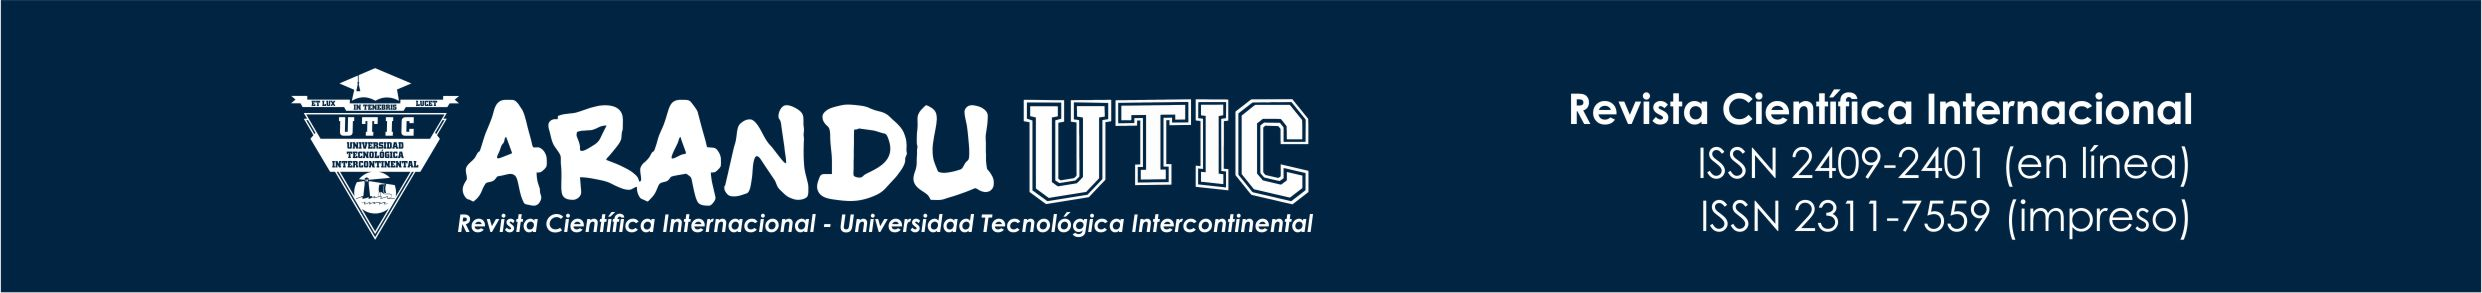 ET LUX IN TENEBRIS LUCET
UTIC
UNIVERSIDAD
TECNOLÓGICA
INTERCONTINENTAL
ARANDU UTIC
Revista Científica Internacional - Universidad Tecnológica Intercontinental
Revista Científica Internacional
ISSN 2409-2401 (en línea)
ISSN 2311-7559 (impreso)